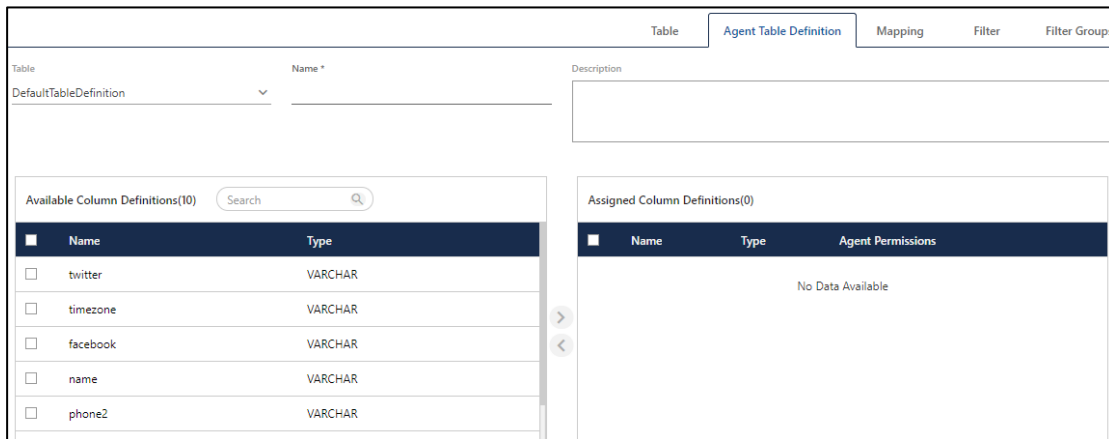 Table Agent Table Definition Mapping Filter Filter Group
Table Name * Description
DefaultTableDefinition
Available Column Definitions(10) Search Assigned Column Definitions(0)
Name Type Name Type Agent Permissions
twitter VARCHAR
No Data Available
timezone VARCHAR
facebook VARCHAR
name VARCHAR
phone2 VARCHAR